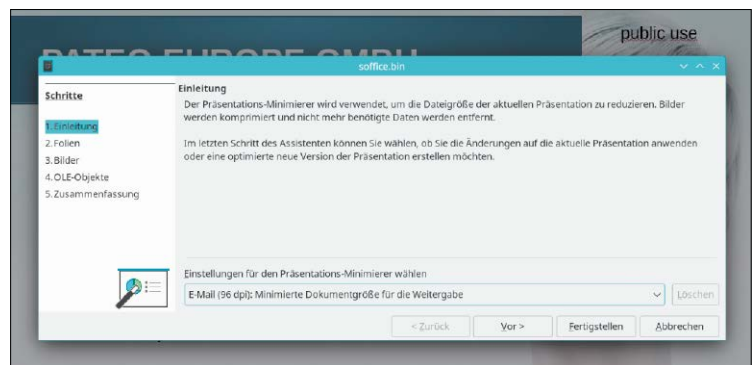 public use
PATEO EUROPE GMBH
soffice.bin
Schritte
1.Einleitung
2.Folien
3.Bilder
4.OLE-Objekte
5.Zusammenfassung
Einleitung
Der Präsentations-Minimierer wird verwendet, um die Dateigröße der aktuellen Präsentation zu reduzieren. Bilder
werden komprimiert und nicht mehr benötigte Daten werden entfernt.
Im letzten Schritt des Assistenten können Sie wählen, ob Sie die Änderungen auf die aktuelle Präsentation anwenden
oder eine optimierte neue Version der Präsentation erstellen möchten.
Einstellungen für den Präsentations-Minimierer wählen
E-Mail (96 dpi): Minimierte Dokumentgröße für die Weitergabe
Löschen
< Zurück
Vor >
Fertigstellen
Abbrechen